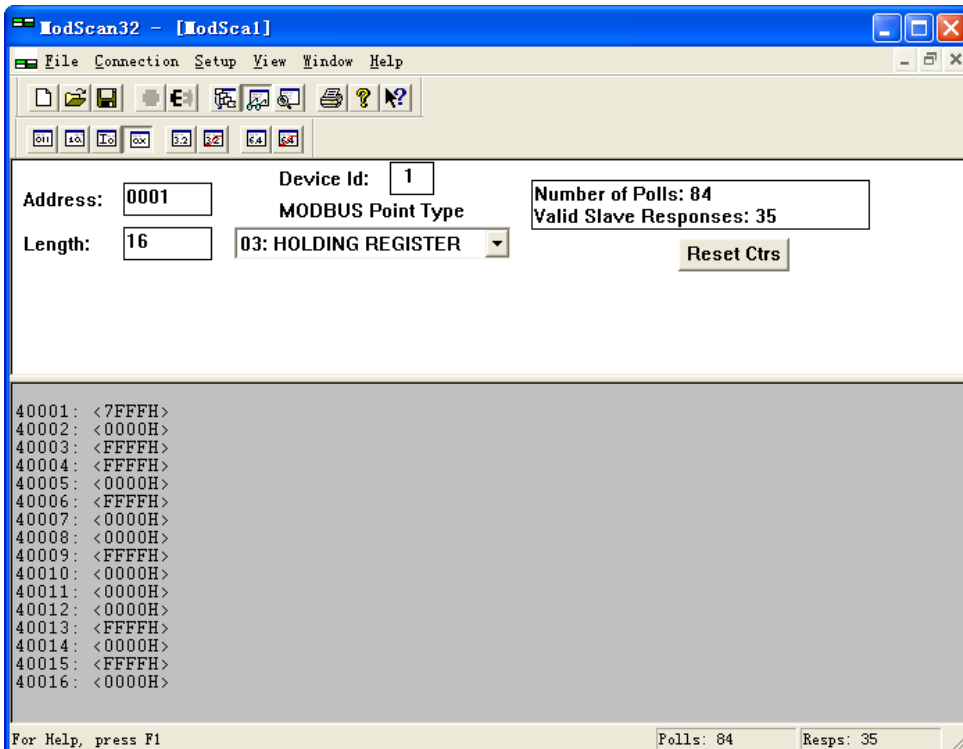 ModScan32 - [ModSca1]
File Connection Setup View Window Help
Address: 0001
Device Id: 1
MODBUS Point Type
Length: 16
03: HOLDING REGISTER
Number of Polls: 84
Valid Slave Responses: 35
Reset Ctrs
40001: <7FFFH>
40002: <0000H>
40003: <FFFFH>
40004: <FFFFH>
40005: <0000H>
40006: <FFFFH>
40007: <0000H>
40008: <0000H>
40009: <FFFFH>
40010: <0000H>
40011: <0000H>
40012: <0000H>
40013: <FFFFH>
40014: <0000H>
40015: <FFFFH>
40016: <0000H>
For Help, press F1
Polls: 84
Resps: 35